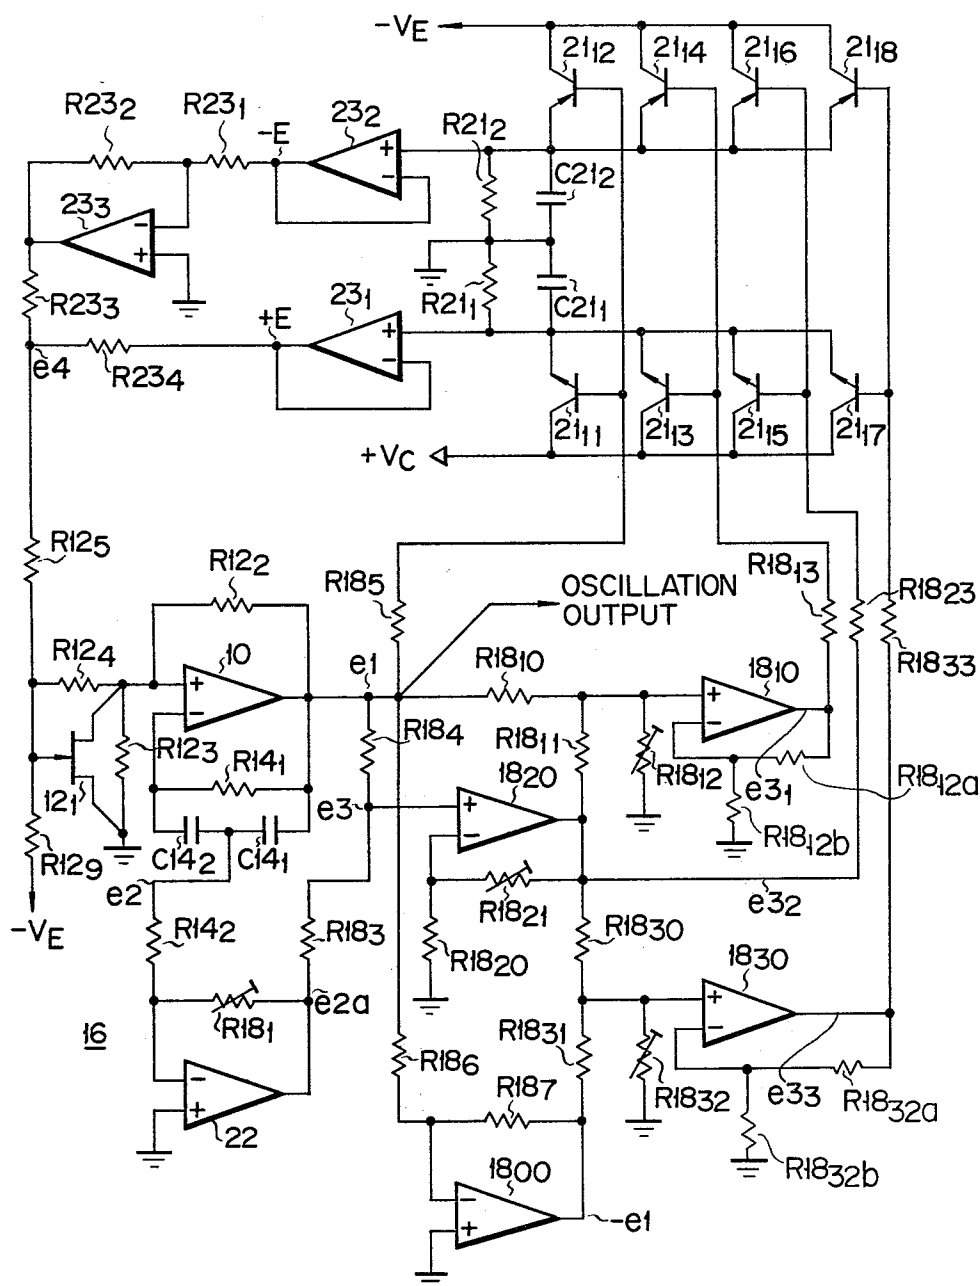 -VE
2112
2114
2116
2118
R232
R231
-E
232
R212
C212
233
R233
R211
C211
+E
231
e4
R234
2111
2113
2115
2117
+VC
R125
R122
R185
OSCILLATION
OUTPUT
R1813
R1823
R1833
R124
10
e1
R1810
1810
R123
R184
R1811
R1812
e31
R1812a
R141
1820
121
e3
R1812b
R129
C142
C141
e2
R1821
e32
-VE
R142
R183
R1820
R1830
1830
e2a
16
R181
R1831
R186
R1832
e33
R1832a
R187
22
R1832b
1800
-e1